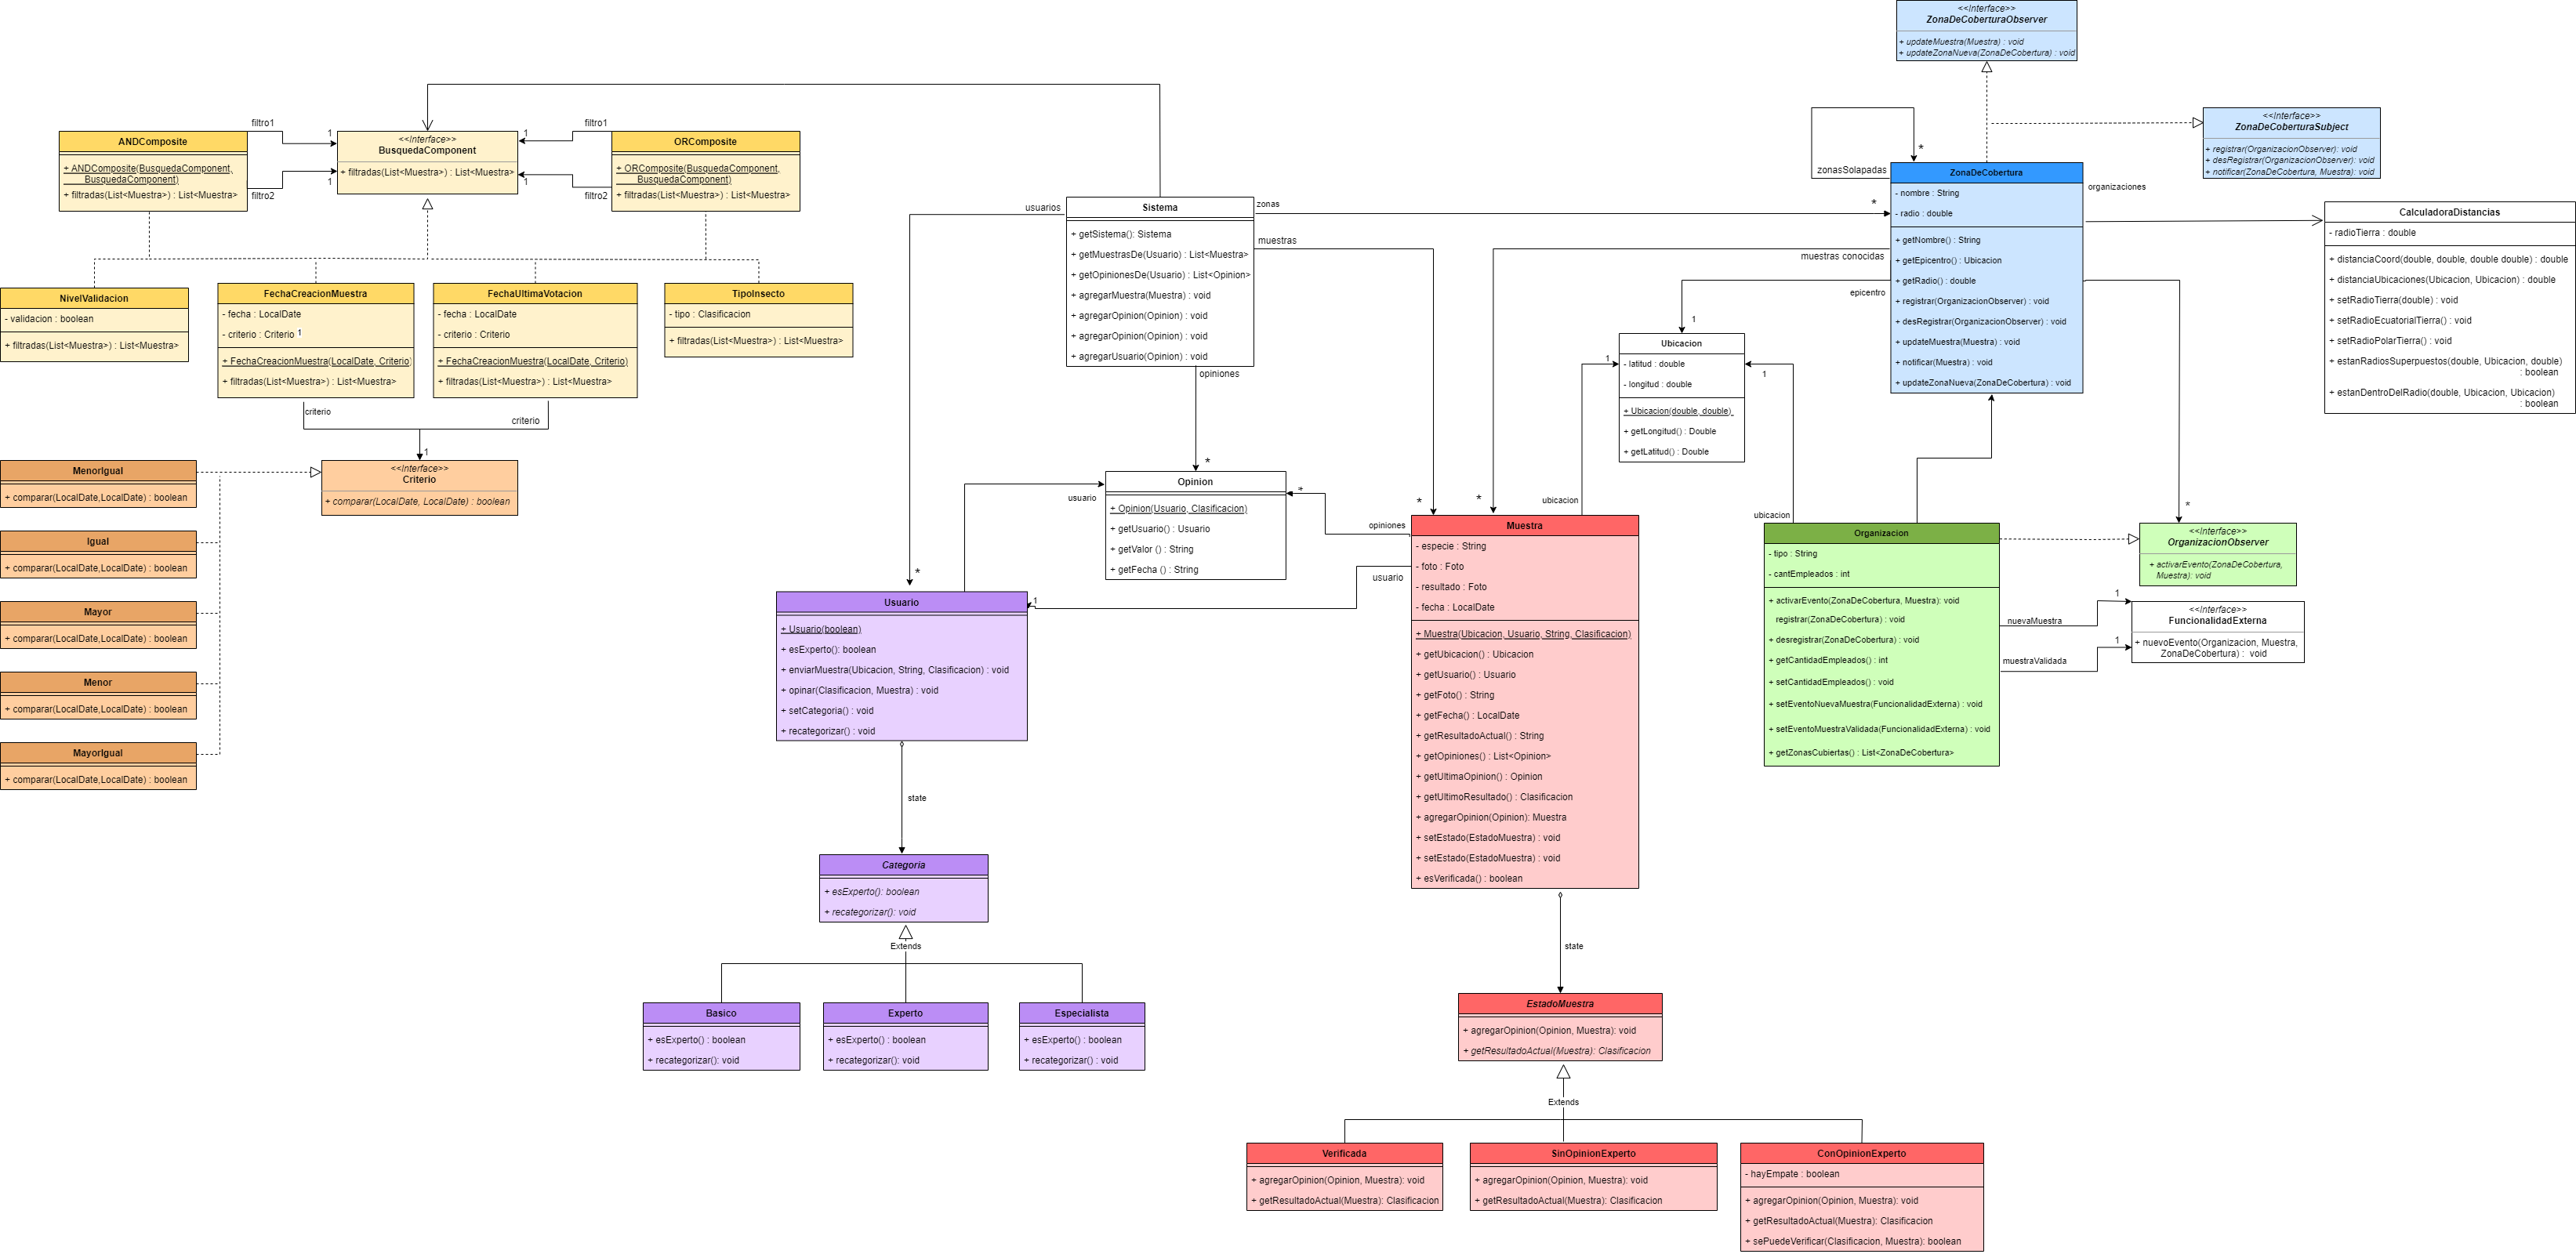 <<Interface>>
ZonaDeCoberturaObserver
+ updateMuestra(Muestra) : void
+ updateZonaNueva(ZonaDeCobertura) : void
<<Interface>>
ZonaDeCoberturaSubject
+ registrar(OrganizacionObserver): void
+ desRegistrar(OrganizacionObserver): void
+ notificar(ZonaDeCobertura, Muestra): void
filtro1
1
ANDComposite
+ ANDComposite(BusquedaComponent,
BusquedaComponent)
+ filtradas(List<Muestra>) : List<Muestra>
filtro2
1
<<Interface>>
BusquedaComponent
+ filtradas(List<Muestra>) : List<Muestra>
filtro1
1
ORComposite
+ ORComposite(BusquedaComponent,
BusquedaComponent)
+ filtradas(List<Muestra>) : List<Muestra>
filtro2
1
NivelValidacion
- validacion : boolean
+ filtradas(List<Muestra>) : List<Muestra>
FechaCreacionMuestra
- fecha : LocalDate
- criterio : Criterio 1
+ FechaCreacionMuestra(LocalDate, Criterio)
+ filtradas(List<Muestra>) : List<Muestra>
FechaUltimaVotacion
- fecha : LocalDate
- criterio : Criterio
+ FechaCreacionMuestra(LocalDate, Criterio)
+ filtradas(List<Muestra>) : List<Muestra>
TipoInsecto
- tipo : Clasificacion
+ filtradas(List<Muestra>) : List<Muestra>
criterio
criterio
1
<<Interface>>
Criterio
+ comparar(LocalDate, LocalDate) : boolean
MenorIgual
+ comparar(LocalDate,LocalDate) : boolean
Igual
+ comparar(LocalDate,LocalDate) : boolean
Mayor
+ comparar(LocalDate,LocalDate) : boolean
Menor
+ comparar(LocalDate,LocalDate) : boolean
MayorIgual
+ comparar(LocalDate,LocalDate) : boolean
usuarios
*
Sistema
+ getSistema(): Sistema
+ getMuestrasDe(Usuario) : List<Muestra>
+ getOpinionesDe(Usuario) : List<Opinion>
+ agregarMuestra(Muestra) : void
+ agregarOpinion(Opinion) : void
+ agregarOpinion(Opinion) : void
+ agregarUsuario(Opinion) : void
zonas
*
muestras
*
opiniones
*
zonasSolapadas
*
ZonaDeCobertura
- nombre : String
- radio : double
+ getNombre() : String
+ getEpicentro() : Ubicacion
+ getRadio() : double
+ registrar(OrganizacionObserver) : void
+ desRegistrar(OrganizacionObserver) : void
+ updateMuestra(Muestra) : void
+ notificar(Muestra) : void
+ updateZonaNueva(ZonaDeCobertura) : void
organizaciones
*
muestras conocidas
*
epicentro
1
CalculadoraDistancias
- radioTierra : double
+ distanciaCoord(double, double, double double) : double
+ distanciaUbicaciones(Ubicacion, Ubicacion) : double
+ setRadioTierra(double) : void
+ setRadioEcuatorialTierra() : void
+ setRadioPolarTierra() : void
+ estanRadiosSuperpuestos(double, Ubicacion, double)
: boolean
+ estanDentroDelRadio(double, Ubicacion, Ubicacion)
: boolean
Ubicacion
- latitud : double
- longitud : double
+ Ubicacion(double, double)
+ getLongitud() : Double
+ getLatitud() : Double
1
ubicacion
1
ubicacion
usuario
Opinion
+ Opinion(Usuario, Clasificacion)
+ getUsuario() : Usuario
+ getValor () : String
+ getFecha () : String
*
opiniones
usuario
1
Usuario
+ Usuario(boolean)
+ esExperto(): boolean
+ enviarMuestra(Ubicacion, String, Clasificacion) : void
+ opinar(Clasificacion, Muestra) : void
+ setCategoria() : void
+ recategorizar() : void
state
Categoria
+ esExperto(): boolean
+ recategorizar(): void
Extends
Basico
+ esExperto() : boolean
+ recategorizar(): void
Experto
+ esExperto() : boolean
+ recategorizar(): void
Especialista
+ esExperto() : boolean
+ recategorizar() : void
Muestra
- especie : String
- foto : Foto
- resultado : Foto
- fecha : LocalDate
+ Muestra(Ubicacion, Usuario, String, Clasificacion)
+ getUbicacion() : Ubicacion
+ getUsuario() : Usuario
+ getFoto() : String
+ getFecha() : LocalDate
+ getResultadoActual() : String
+ getOpiniones() : List<Opinion>
+ getUltimaOpinion() : Opinion
+ getUltimoResultado() : Clasificacion
+ agregarOpinion(Opinion): Muestra
+ setEstado(EstadoMuestra) : void
+ setEstado(EstadoMuestra) : void
+ esVerificada() : boolean
state
EstadoMuestra
+ agregarOpinion(Opinion, Muestra): void
+ getResultadoActual(Muestra): Clasificacion
Extends
Verificada
+ agregarOpinion(Opinion, Muestra): void
+ getResultadoActual(Muestra): Clasificacion
SinOpinionExperto
+ agregarOpinion(Opinion, Muestra): void
+ getResultadoActual(Muestra): Clasificacion
ConOpinionExperto
- hayEmpate : boolean
+ agregarOpinion(Opinion, Muestra): void
+ getResultadoActual(Muestra): Clasificacion
+ sePuedeVerificar(Clasificacion, Muestra): boolean
Organizacion
- tipo : String
- cantEmpleados : int
+ activarEvento(ZonaDeCobertura, Muestra): void
registrar(ZonaDeCobertura) : void
+ desregistrar(ZonaDeCobertura) : void
+ getCantidadEmpleados() : int
+ setCantidadEmpleados() : void
+ setEventoNuevaMuestra(FuncionalidadExterna) : void
+ setEventoMuestraValidada(FuncionalidadExterna) : void
+ getZonasCubiertas() : List<ZonaDeCobertura>
<<Interface>>
OrganizacionObserver
+ activarEvento(ZonaDeCobertura,
Muestra): void
nuevaMuestra
1
muestraValidada
1
<<Interface>>
FuncionalidadExterna
+ nuevoEvento(Organizacion, Muestra,
ZonaDeCobertura) : void